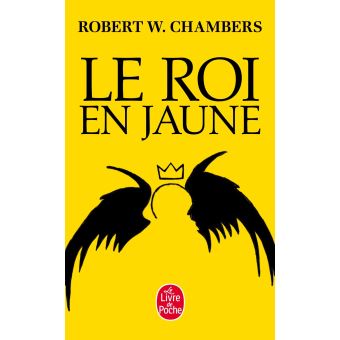 ROBERT W. CHAMBERS
LE ROI
EN JAUNE
Le
Livre
de
Poche